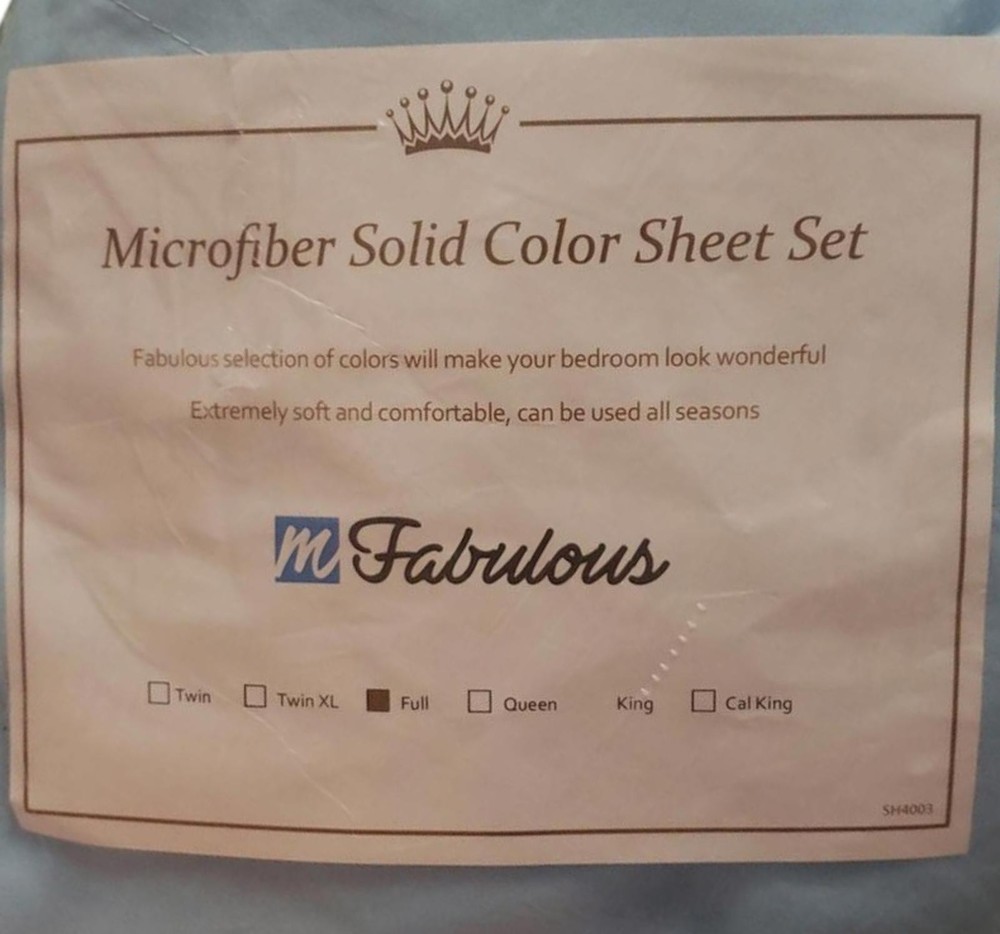 Microfiber Solid Color Sheet Set
Fabulous selection of colors will make your bedroom look wonderful
Extremely soft and comfortable, can be used all seasons
m Fabulous
Twin Twin XL Full Queen King Cal King
SH4003